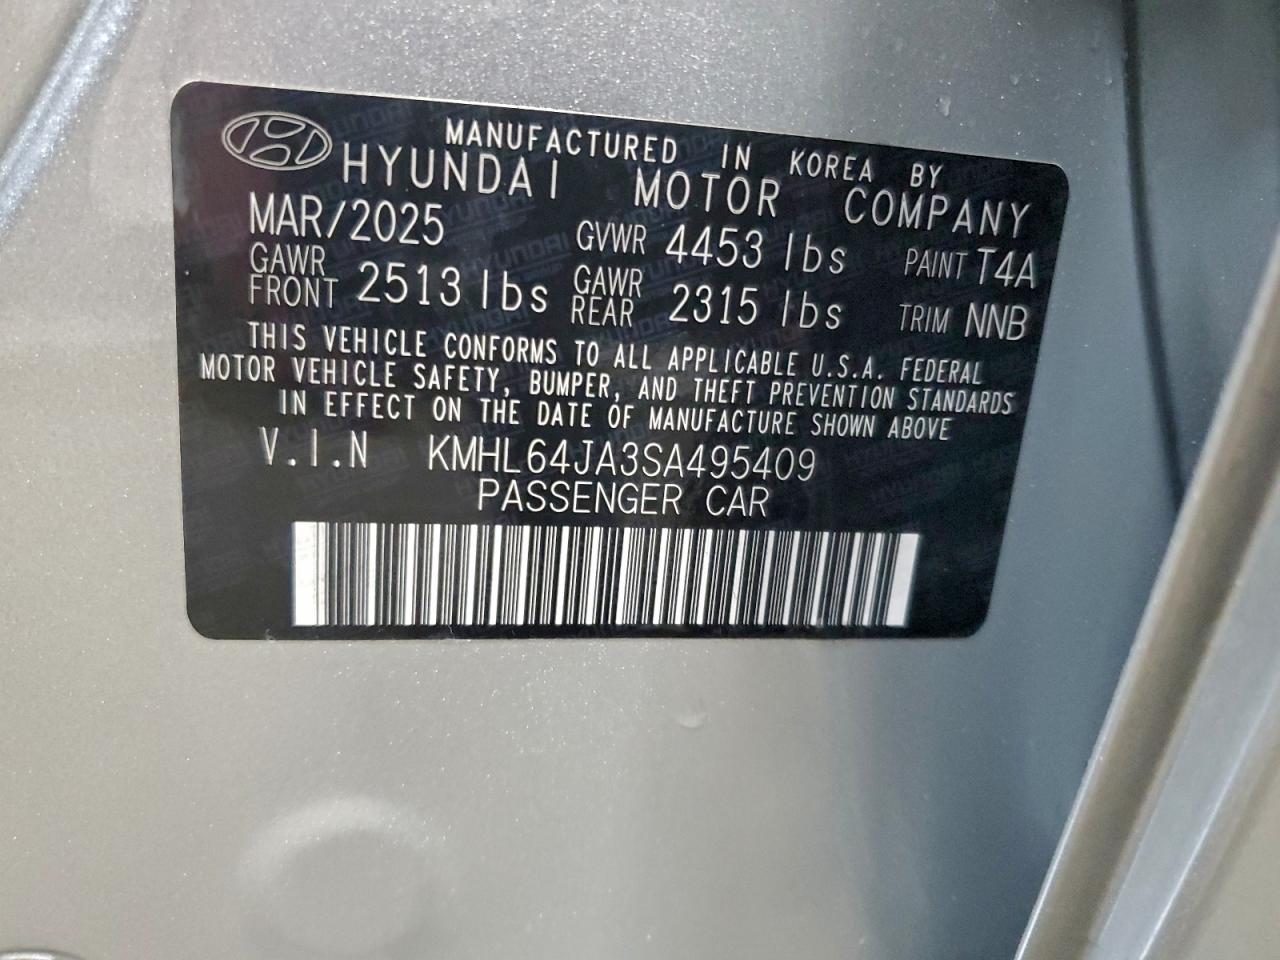 MANUFACTURED IN KOREA BY
HYUNDAI MOTOR COMPANY
MAR/2025 GVWR 4453 lbs PAINT T4A
GAWR FRONT 2513 lbs GAWR REAR 2315 lbs TRIM NNB
THIS VEHICLE CONFORMS TO ALL APPLICABLE U.S.A. FEDERAL
MOTOR VEHICLE SAFETY, BUMPER, AND THEFT PREVENTION STANDARDS
IN EFFECT ON THE DATE OF MANUFACTURE SHOWN ABOVE
V.I.N KMHL64JA3SA495409
PASSENGER CAR